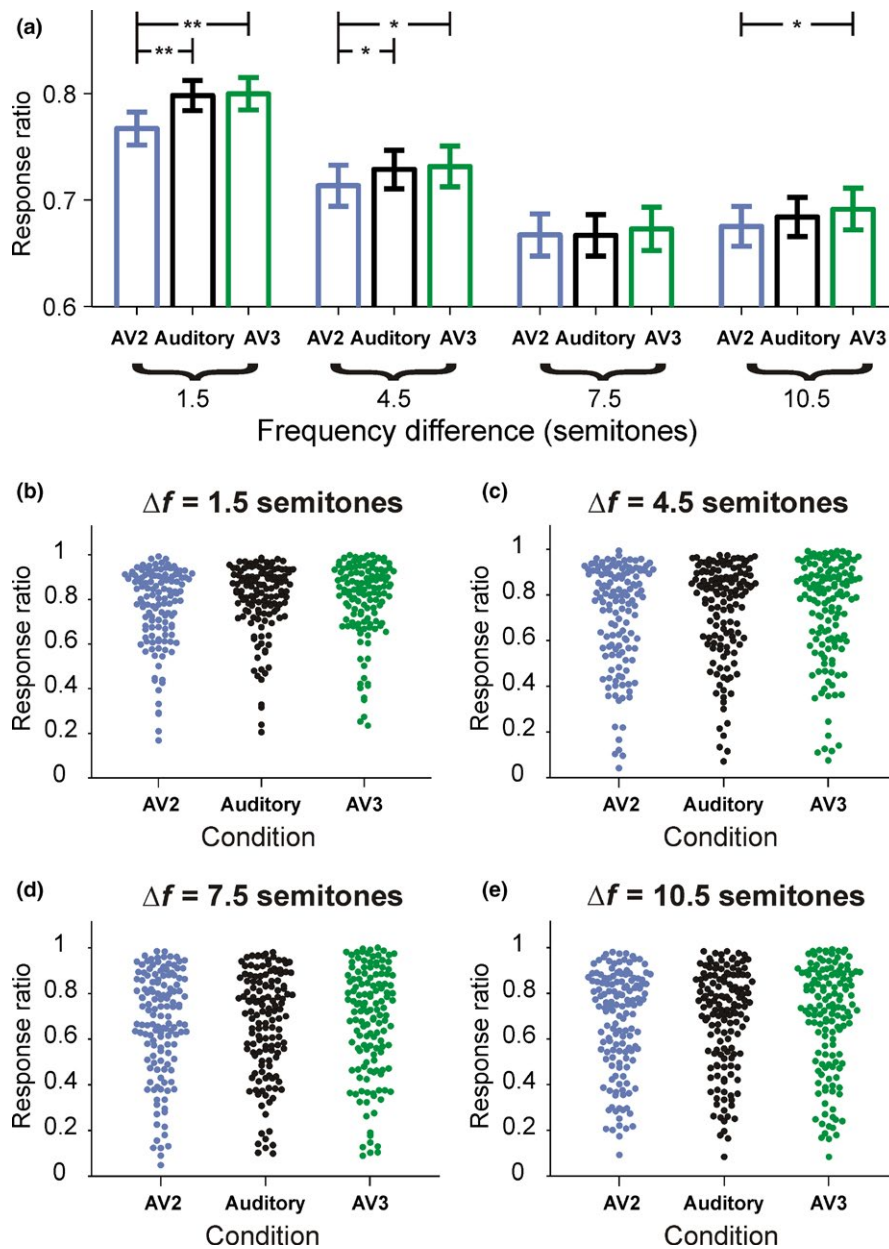 (a)
** * *
** *
Response ratio
0.8
0.7
0.6
AV2 Auditory AV3 AV2 Auditory AV3 AV2 Auditory AV3 AV2 Auditory AV3
1.5 4.5 7.5 10.5
Frequency difference (semitones)
(b) Δf = 1.5 semitones
Response ratio
1
0.8
0.6
0.4
0.2
0
AV2 Auditory AV3
Condition
(c) Δf = 4.5 semitones
Response ratio
1
0.8
0.6
0.4
0.2
0
AV2 Auditory AV3
Condition
(d) Δf = 7.5 semitones
Response ratio
1
0.8
0.6
0.4
0.2
0
AV2 Auditory AV3
Condition
(e) Δf = 10.5 semitones
Response ratio
1
0.8
0.6
0.4
0.2
0
AV2 Auditory AV3
Condition